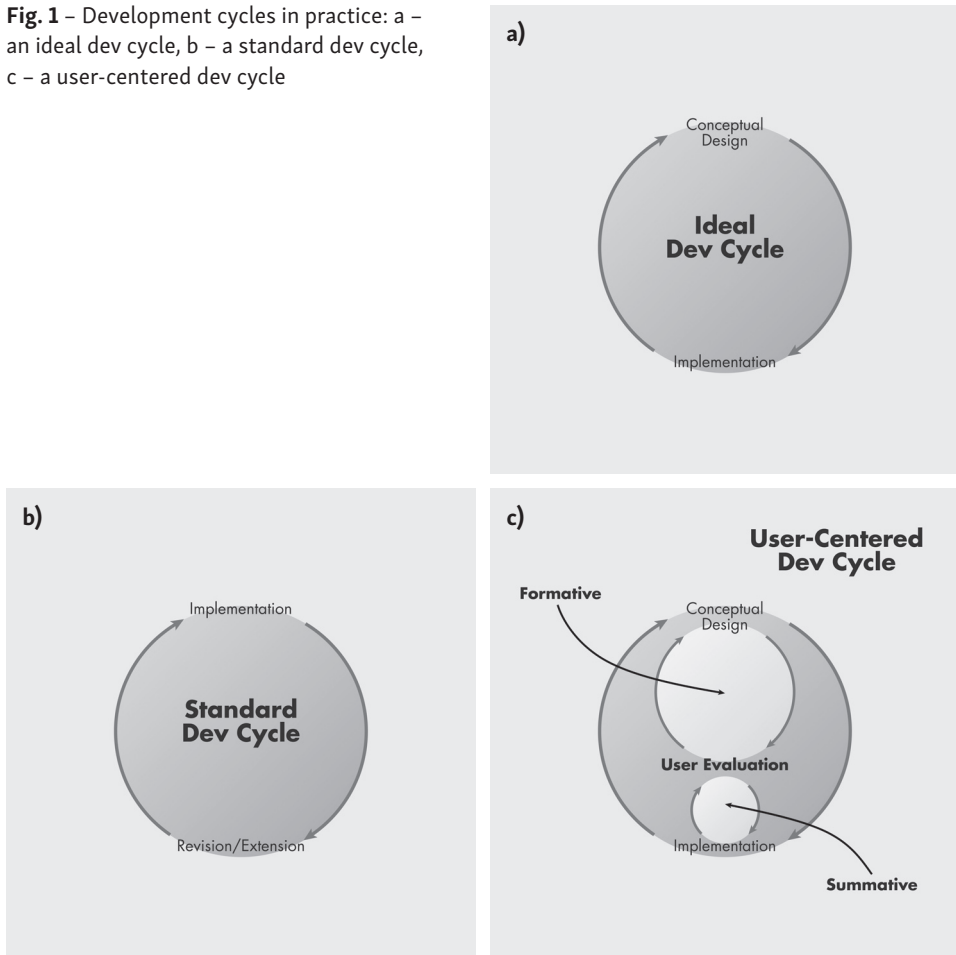 Fig. 1 – Development cycles in practice: a –
an ideal dev cycle, b – a standard dev cycle,
c – a user-centered dev cycle
a)
Conceptual
Design
Ideal
Dev Cycle
Implementation
b)
Implementation
Standard
Dev Cycle
Revision/Extension
c)
User-Centered
Dev Cycle
Formative
Conceptual
Design
User Evaluation
Implementation
Summative